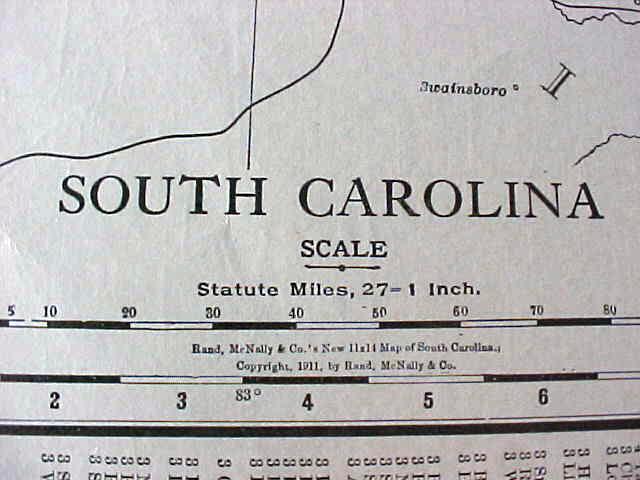 Swainsboro
SOUTH CAROLINA
SCALE
Statute Miles, 27=1 Inch.
5 10 20 30 40 50 60 70 80
Rand, McNally & Co.'s New 11x14 Map of South Carolina.,
Copyright, 1911, by Rand, McNally & Co.
2 3 83° 4 5 6